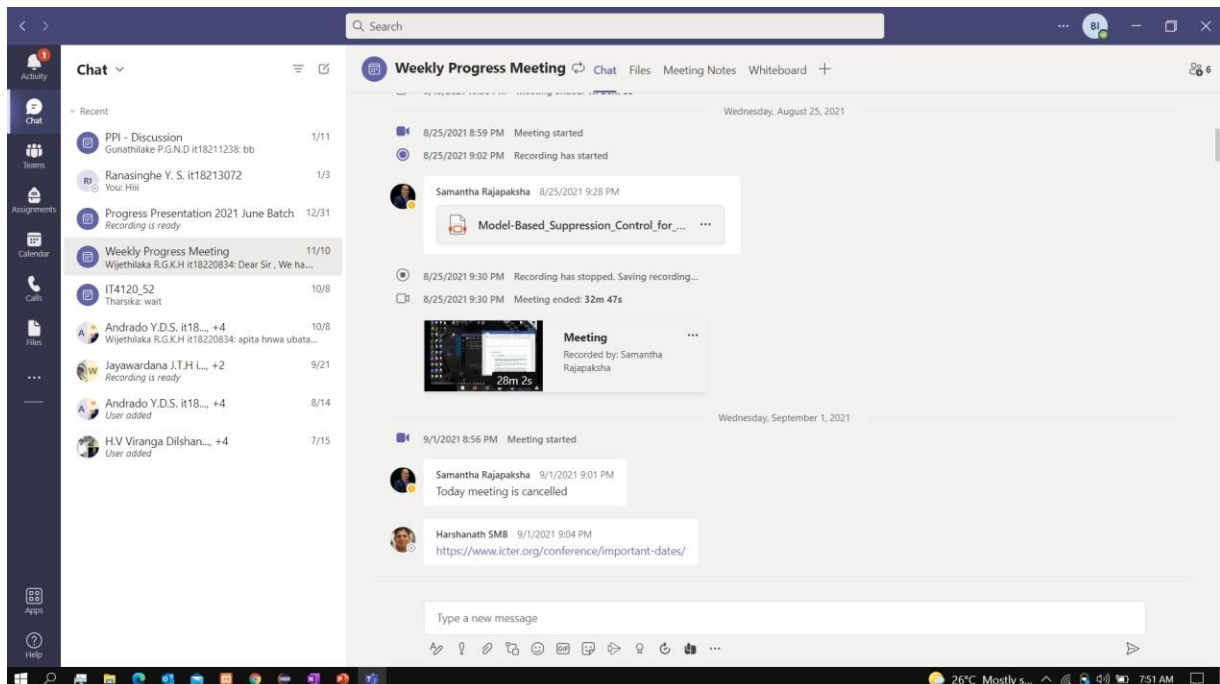 Search
BI
1
Activity
Chat
Teams
Assignments
Calendar
Calls
Files
Apps
Help
Chat
Recent
PPI - Discussion 1/11
Gunathilake P.G.N.D it18211238: bb
RJ
Ranasinghe Y. S. it18213072 1/3
You: Hiii
Progress Presentation 2021 June Batch 12/31
Recording is ready
Weekly Progress Meeting 11/10
Wijethilaka R.G.K.H it18220834: Dear Sir , We ha...
IT4120_52 10/8
Tharsika: wait
Andrado Y.D.S. it18..., +4 10/8
Wijethilaka R.G.K.H it18220834: apita hnwa ubata...
Jayawardana J.T.H i..., +2 9/21
Recording is ready
Andrado Y.D.S. it18..., +4 8/14
User added
H.V Viranga Dilshan..., +4 7/15
User added
Weekly Progress Meeting Chat Files Meeting Notes Whiteboard 6
Wednesday, August 25, 2021
8/25/2021 8:59 PM Meeting started
8/25/2021 9:02 PM Recording has started
Samantha Rajapaksha 8/25/2021 9:28 PM
Model-Based_Suppression_Control_for_... ...
8/25/2021 9:30 PM Recording has stopped. Saving recording...
8/25/2021 9:30 PM Meeting ended: 32m 47s
Meeting ...
Recorded by: Samantha
Rajapaksha
28m 2s
Wednesday, September 1, 2021
9/1/2021 8:56 PM Meeting started
Samantha Rajapaksha 9/1/2021 9:01 PM
Today meeting is cancelled
Harshanath SMB 9/1/2021 9:04 PM
https://www.icter.org/conference/important-dates/
Type a new message
GIF
26°C Mostly s... 7:51 AM